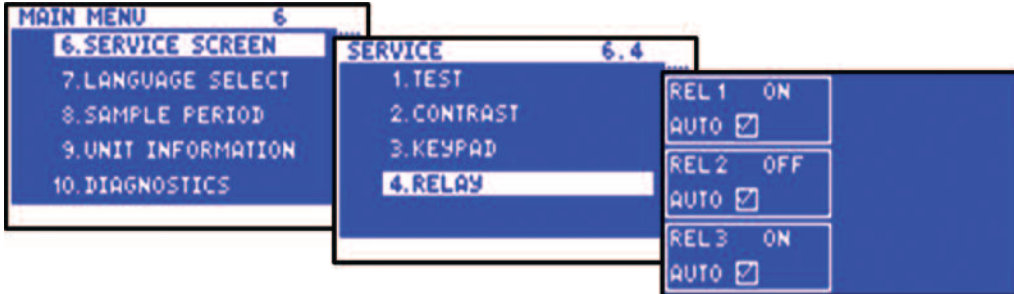 MAIN MENU 6
6.SERVICE SCREEN
7.LANGUAGE SELECT
8.SAMPLE PERIOD
9.UNIT INFORMATION
10.DIAGNOSTICS
SERVICE 6.4
1.TEST
2.CONTRAST
3.KEYPAD
4.RELAY
REL 1 ON
AUTO ☑
REL 2 OFF
AUTO ☑
REL 3 ON
AUTO ☑